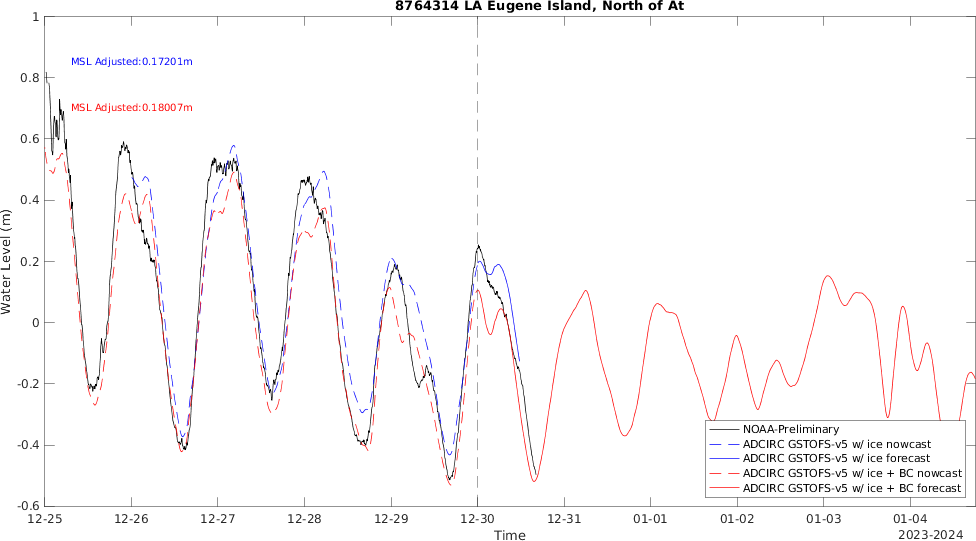 8764314 LA Eugene Island, North of At
MSL Adjusted:0.17201m
MSL Adjusted:0.18007m
Water Level (m)
1
0.8
0.6
0.4
0.2
0
-0.2
-0.4
-0.6
12-25 12-26 12-27 12-28 12-29 12-30 12-31 01-01 01-02 01-03 01-04
Time
2023-2024
NOAA-Preliminary
ADCIRC GSTOFS-v5 w/ ice nowcast
ADCIRC GSTOFS-v5 w/ ice forecast
ADCIRC GSTOFS-v5 w/ ice + BC nowcast
ADCIRC GSTOFS-v5 w/ ice + BC forecast